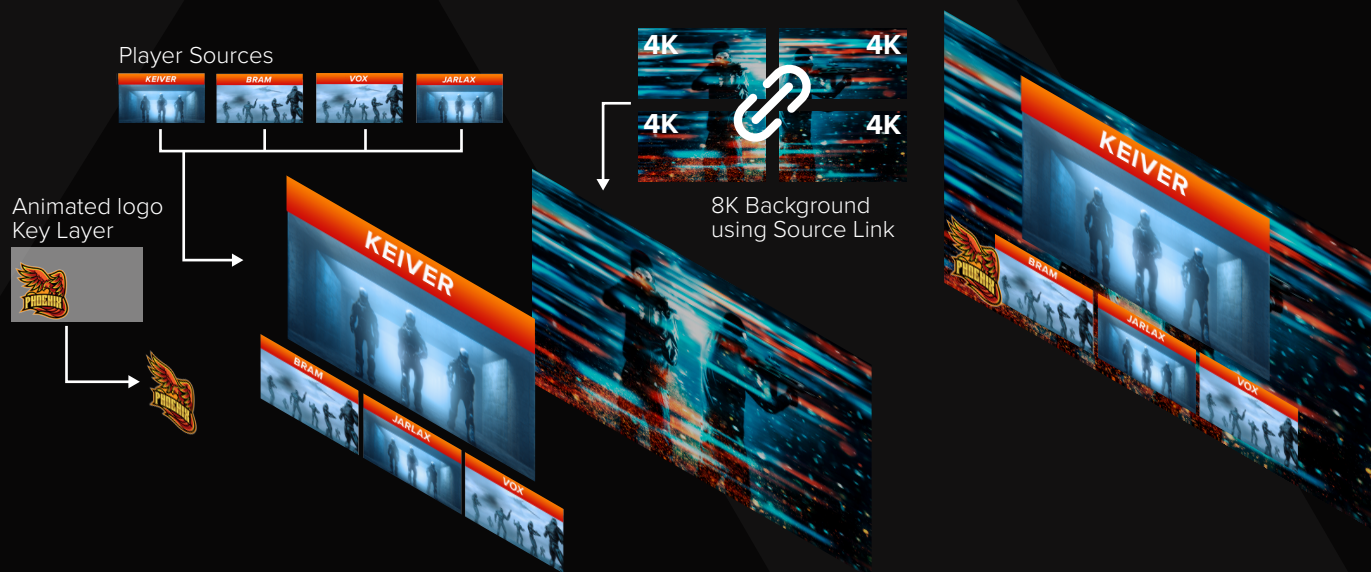 Player Sources
KEIVER
BRAM
VOX
JARLAX
Animated logo
Key Layer
PHOENIX
PHOENIX
KEIVER
BRAM
JARLAX
VOX
4K
4K
4K
4K
8K Background
using Source Link
KEIVER
PHOENIX
BRAM
JARLAX
VOX